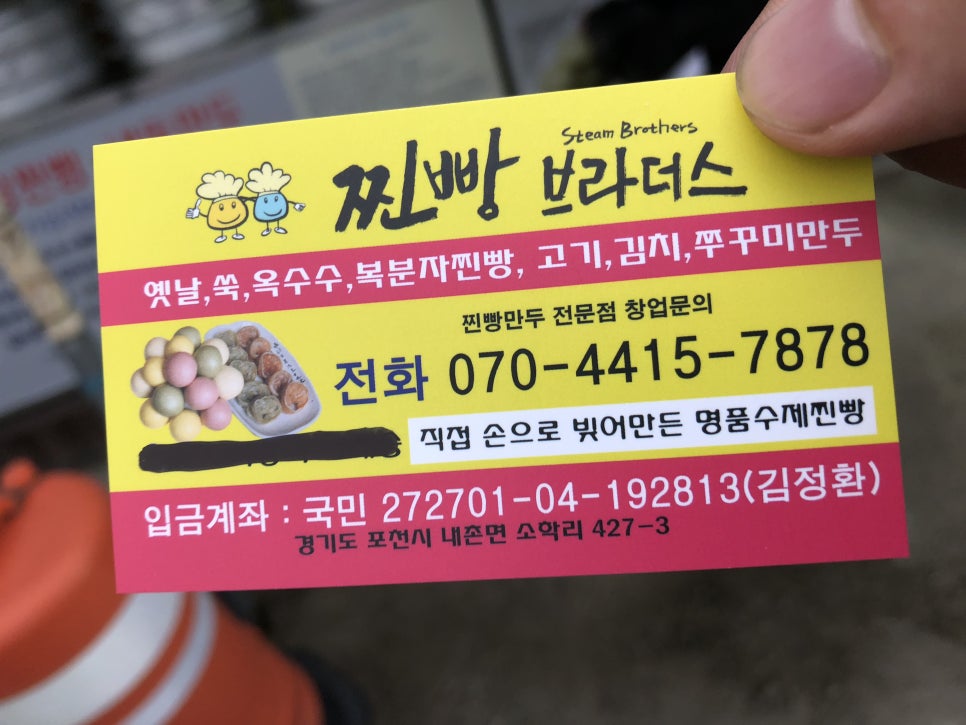 Steam Brothers
찐빵 브라더스
옛날,쑥,옥수수,복분자찐빵, 고기,김치,쭈꾸미만두
찐빵만두 전문점 창업문의
전화 070-4415-7878
직접 손으로 빚어만든 명품수제찐빵
입금계좌 : 국민 272701-04-192813(김정환)
경기도 포천시 내촌면 소학리 427-3